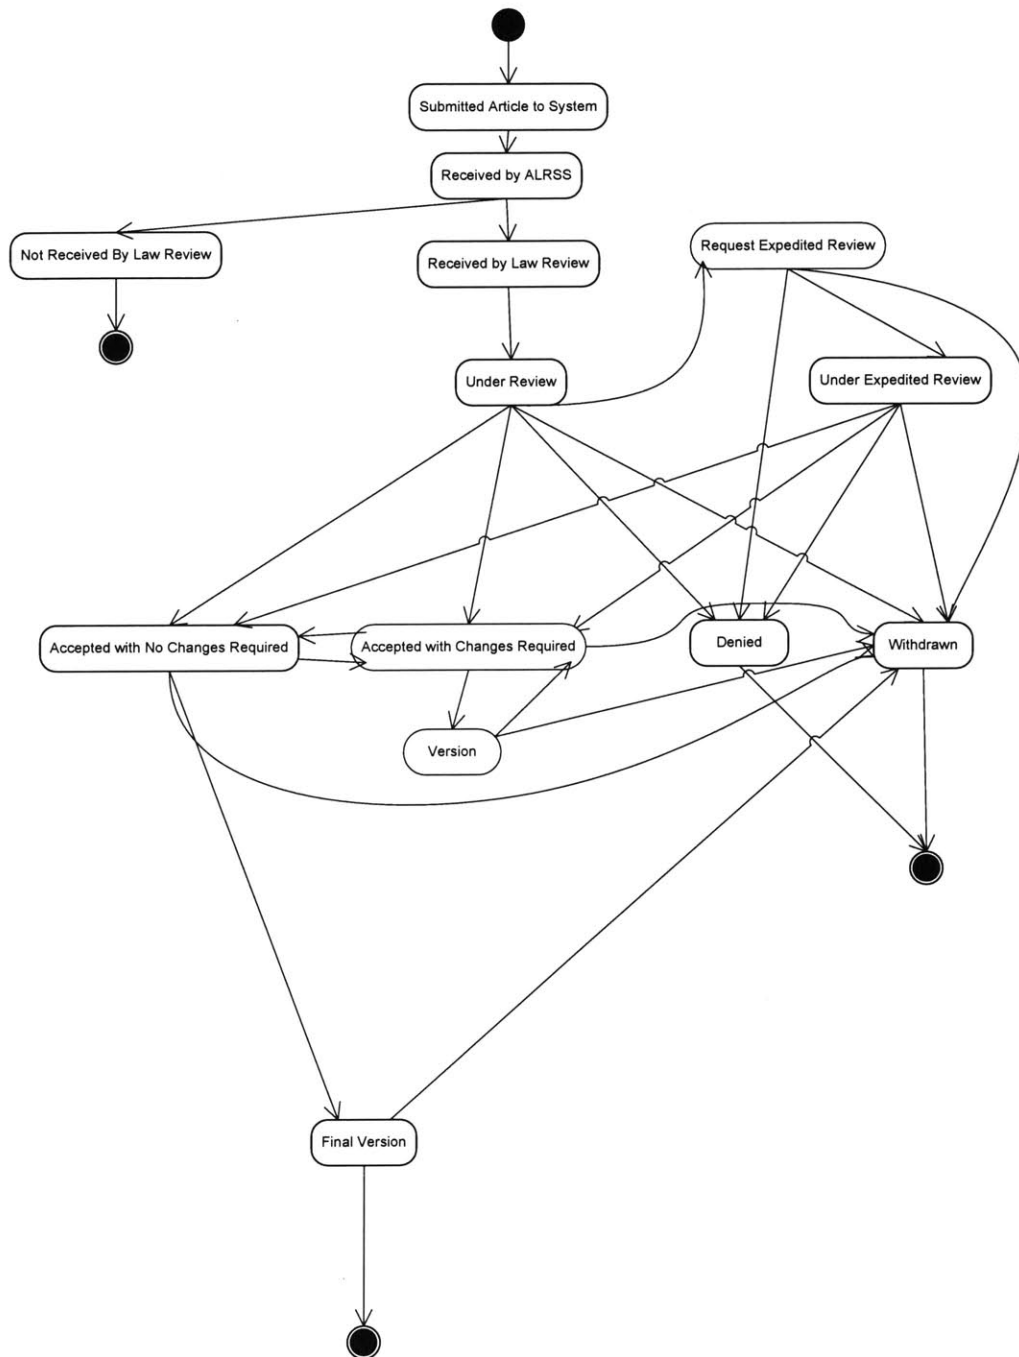 Submitted Article to System
Received by ALRSS
Not Received By Law Review
Received by Law Review
Request Expedited Review
Under Review
Under Expedited Review
Accepted with No Changes Required
Accepted with Changes Required
Denied
Withdrawn
Version
Final Version